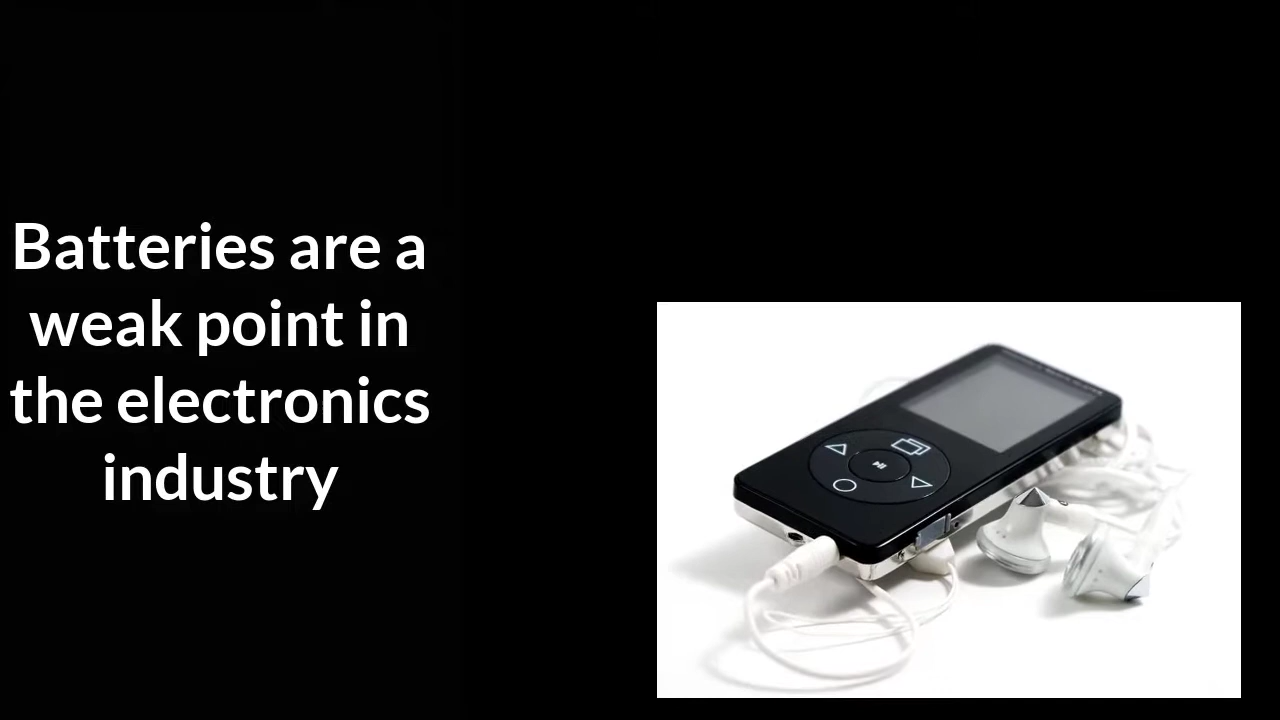 Batteries are a
weak point in
the electronics
industry